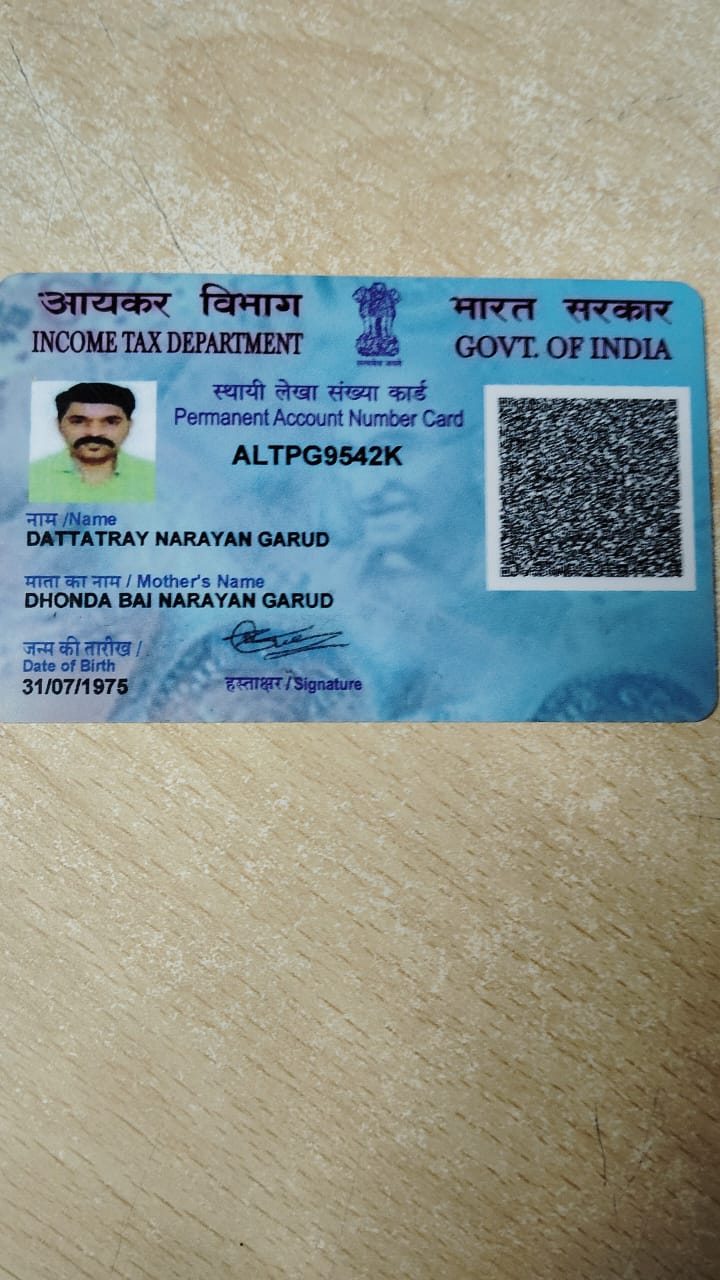 आयकर विभाग
INCOME TAX DEPARTMENT
भारत सरकार
GOVT. OF INDIA
स्थायी लेखा संख्या कार्ड
Permanent Account Number Card
ALTPG9542K
नाम /Name
DATTATRAY NARAYAN GARUD
माता का नाम / Mother's Name
DHONDA BAI NARAYAN GARUD
जन्म की तारीख /
Date of Birth
31/07/1975
हस्ताक्षर / Signature